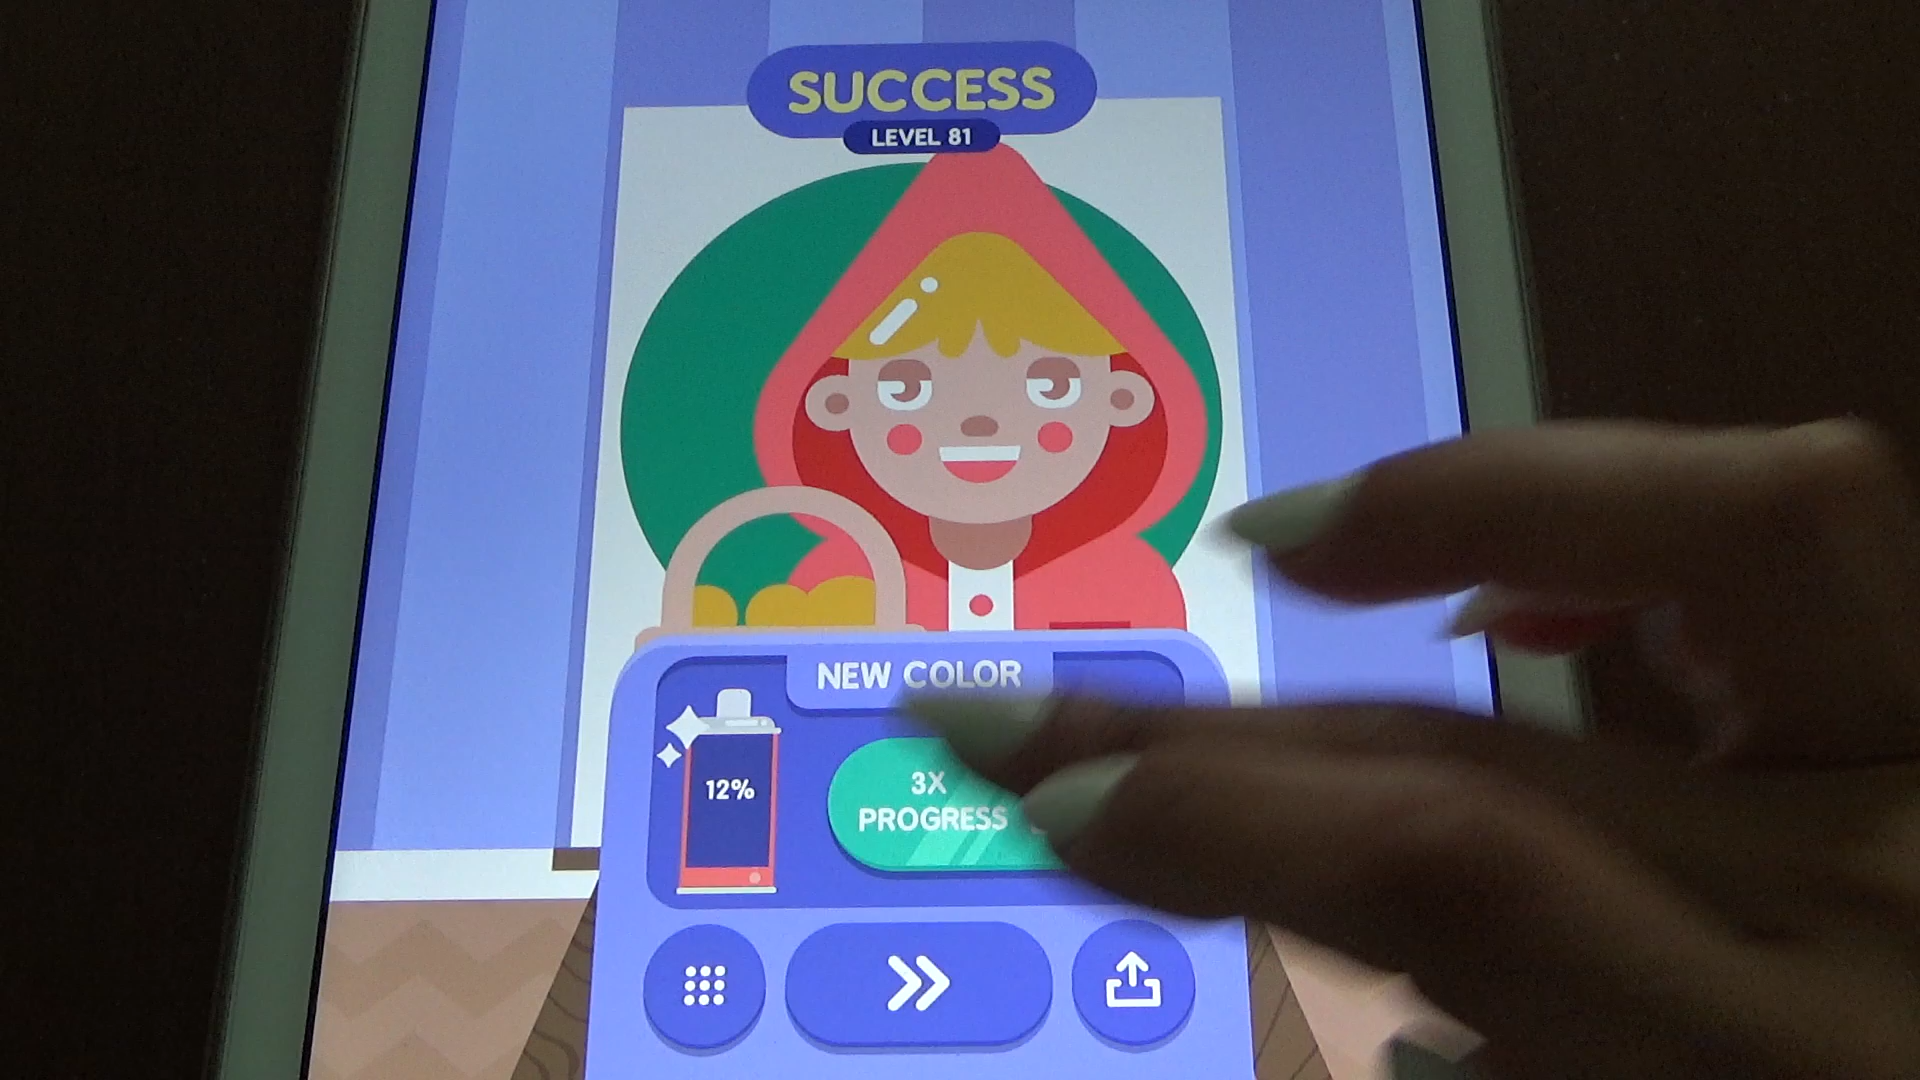 SUCCESS
LEVEL 81
NEW COLOR
12%
3X
PROGRESS